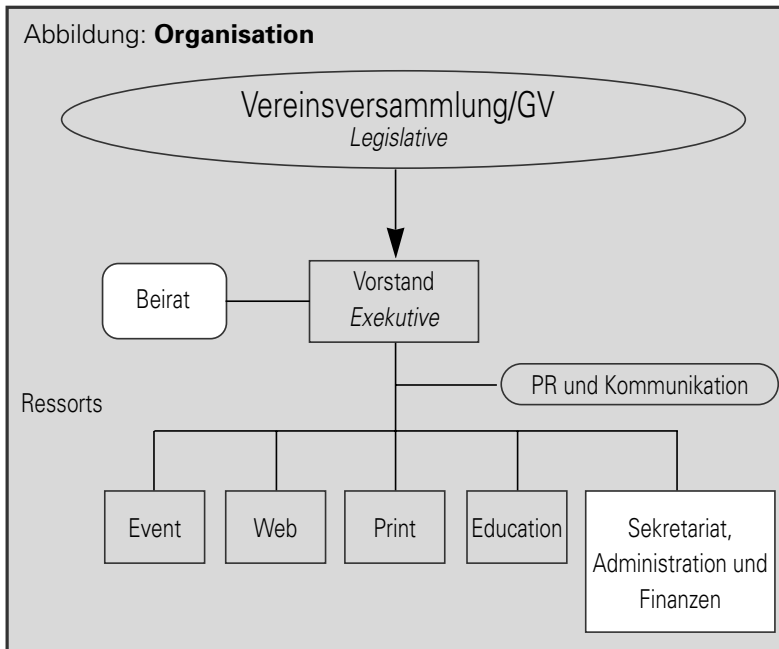 Abbildung: Organisation
Vereinsversammlung/GV
Legislative
Beirat
Vorstand
Exekutive
PR und Kommunikation
Ressorts
Event
Web
Print
Education
Sekretariat,
Administration und
Finanzen